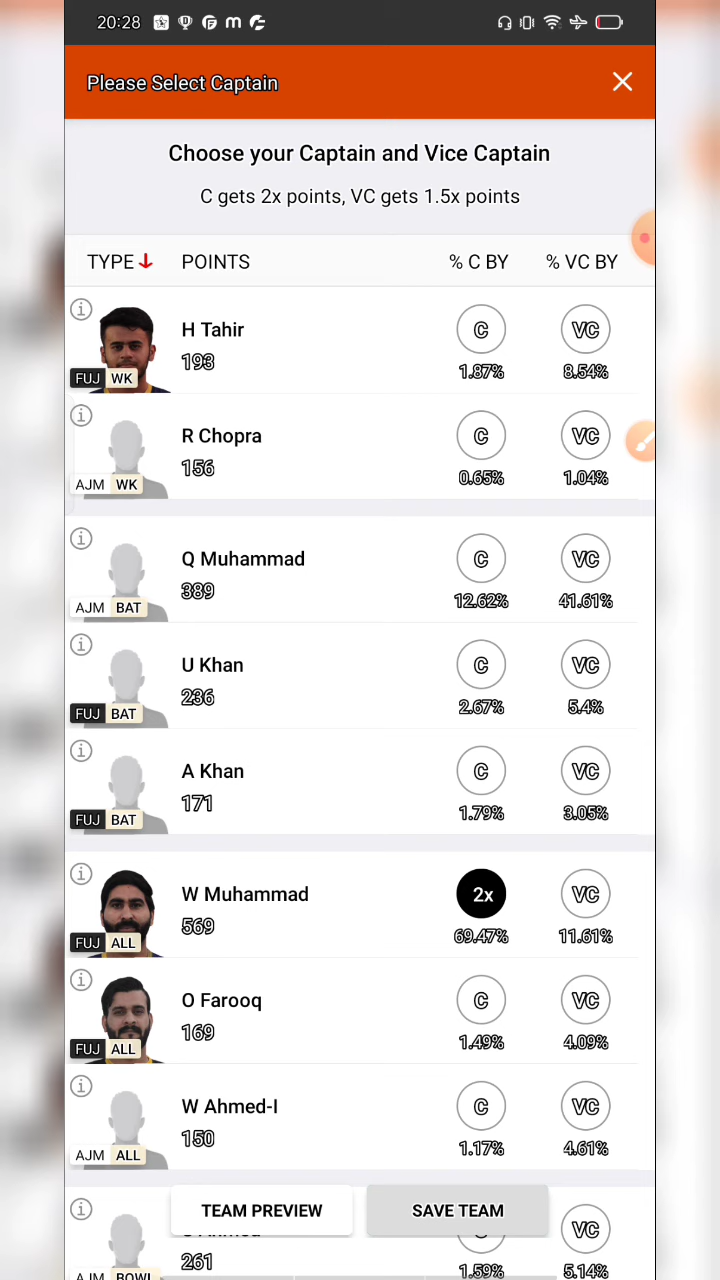 20:28
Please Select Captain
Choose your Captain and Vice Captain
C gets 2x points, VC gets 1.5x points
TYPE POINTS % C BY % VC BY
H Tahir
193
C VC
1.87% 8.54%
FUJ WK
R Chopra
156
C VC
0.65% 1.04%
AJM WK
Q Muhammad
389
C VC
12.62% 41.61%
AJM BAT
U Khan
236
C VC
2.67% 5.4%
FUJ BAT
A Khan
171
C VC
1.79% 3.05%
FUJ BAT
W Muhammad
569
2x VC
69.47% 11.61%
FUJ ALL
O Farooq
169
C VC
1.49% 4.09%
FUJ ALL
W Ahmed-I
150
C VC
1.17% 4.61%
AJM ALL
TEAM PREVIEW SAVE TEAM
VC
261
1.59% 5.14%
AJM BOWL